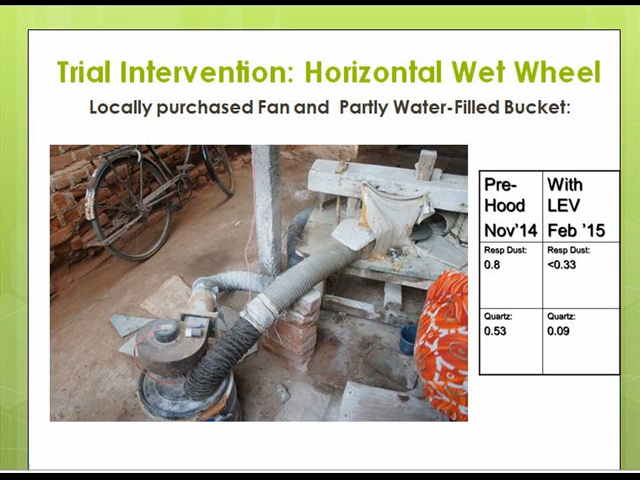 Trial Intervention: Horizontal Wet Wheel
Locally purchased Fan and Partly Water-Filled Bucket:
Pre-Hood Nov'14
With LEV Feb '15
Resp Dust: 0.8
Resp Dust: <0.33
Quartz: 0.53
Quartz: 0.09